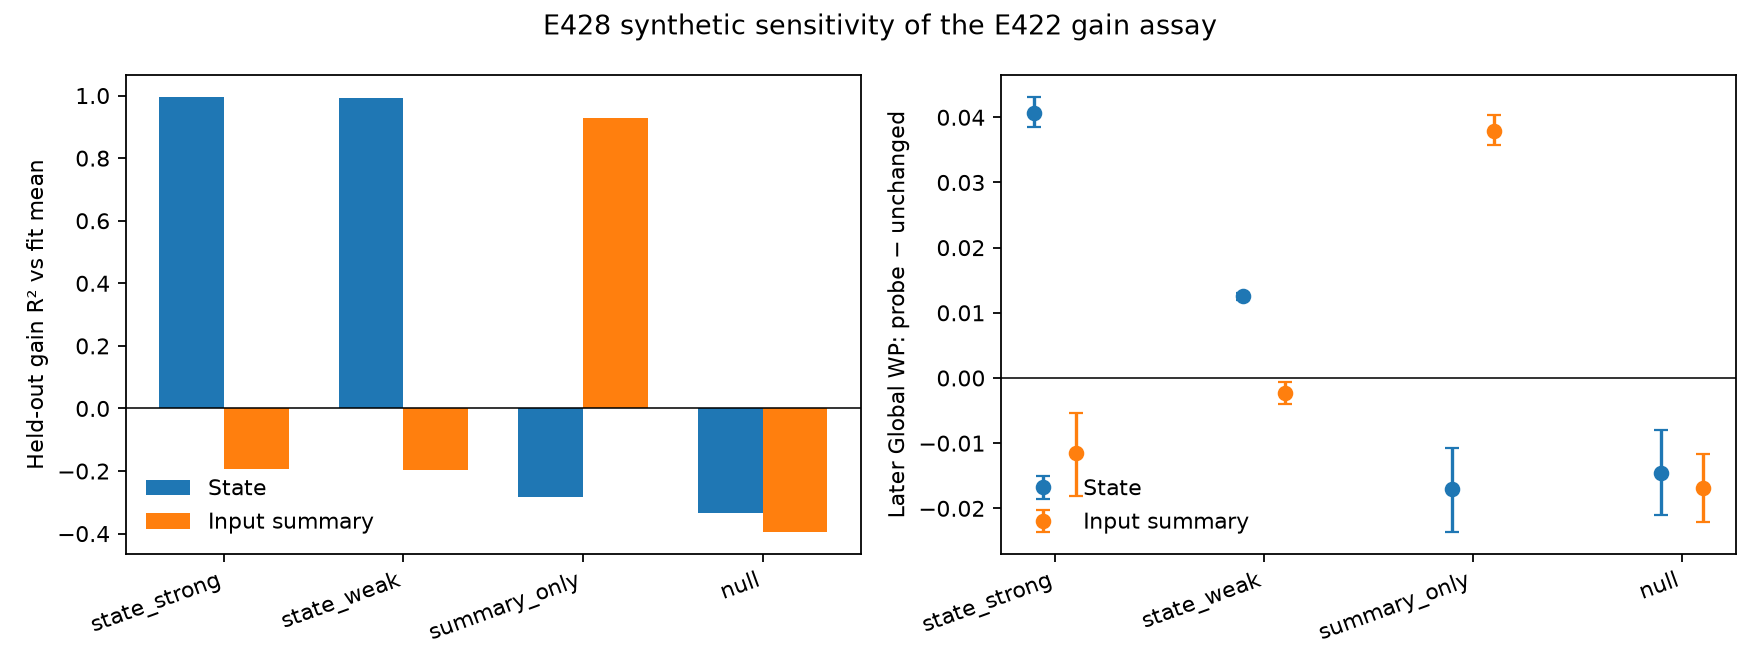 E428 synthetic sensitivity of the E422 gain assay
Held-out gain R² vs fit mean
1.0
0.8
0.6
0.4
0.2
0.0
−0.2
−0.4
State
Input summary
state_strong
state_weak
summary_only
null
Later Global WP: probe − unchanged
0.04
0.03
0.02
0.01
0.00
−0.01
−0.02
State
Input summary
state_strong
state_weak
summary_only
null